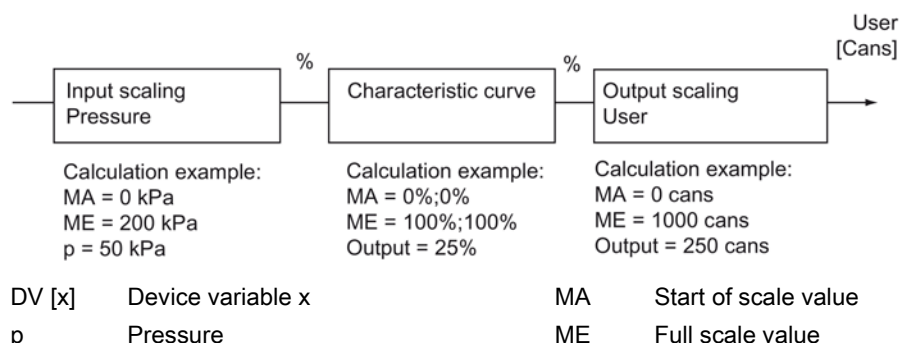 User
[Cans]
%
%
Input scaling
Pressure
Characteristic curve
Output scaling
User
Calculation example:
MA = 0 kPa
ME = 200 kPa
p = 50 kPa
Calculation example:
MA = 0%;0%
ME = 100%;100%
Output = 25%
Calculation example:
MA = 0 cans
ME = 1000 cans
Output = 250 cans
DV [x] Device variable x MA Start of scale value
p Pressure ME Full scale value